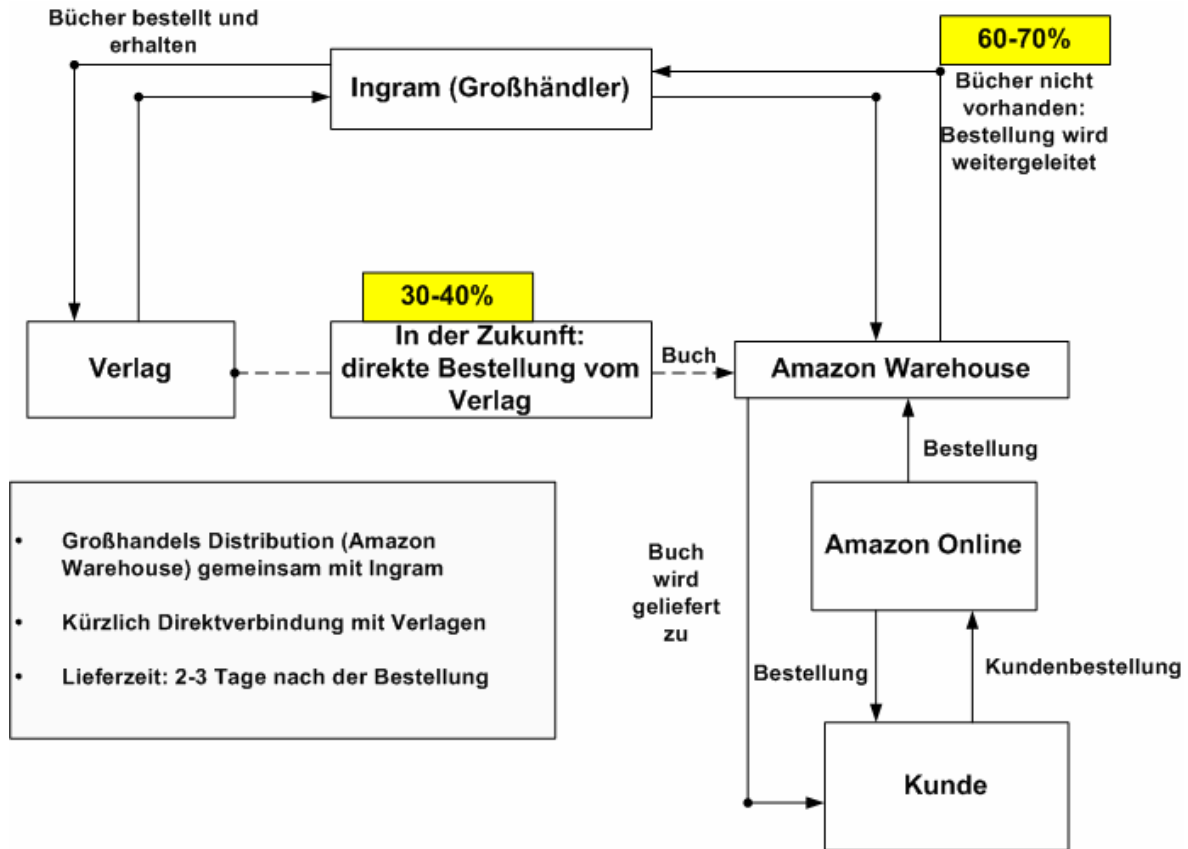 Bücher bestellt und
erhalten
Ingram (Großhändler)
60-70%
Bücher nicht
vorhanden:
Bestellung wird
weitergeleitet
30-40%
Verlag
In der Zukunft:
direkte Bestellung vom
Verlag
Buch
Amazon Warehouse
Bestellung
Amazon Online
• Großhandels Distribution (Amazon
Warehouse) gemeinsam mit Ingram
• Kürzlich Direktverbindung mit Verlagen
• Lieferzeit: 2-3 Tage nach der Bestellung
Buch
wird
geliefert
zu
Bestellung
Kundenbestellung
Kunde